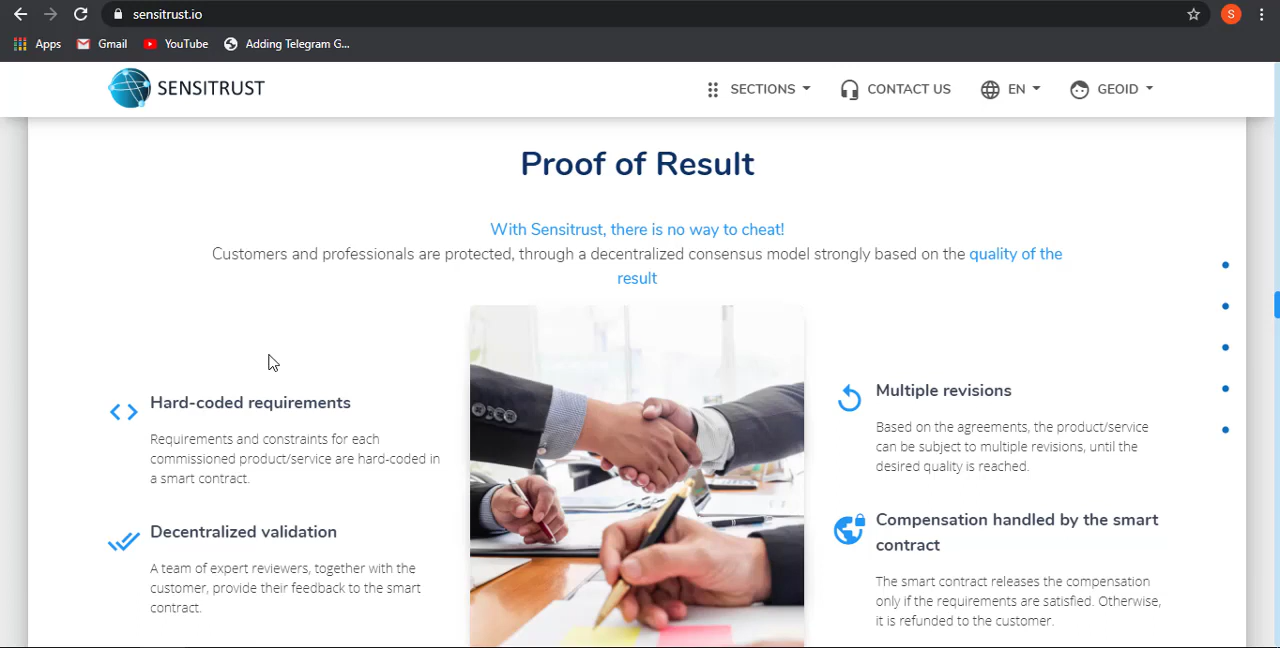 sensitrust.io
S
Apps
Gmail
YouTube
Adding Telegram G...
SENSITRUST
SECTIONS
CONTACT US
EN
GEOID
Proof of Result
With Sensitrust, there is no way to cheat!
Customers and professionals are protected, through a decentralized consensus model strongly based on the quality of the
result
Hard-coded requirements
Requirements and constraints for each
commissioned product/service are hard-coded in
a smart contract.
Decentralized validation
A team of expert reviewers, together with the
customer, provide their feedback to the smart
contract.
Multiple revisions
Based on the agreements, the product/service
can be subject to multiple revisions, until the
desired quality is reached.
Compensation handled by the smart
contract
The smart contract releases the compensation
only if the requirements are satisfied. Otherwise,
it is refunded to the customer.